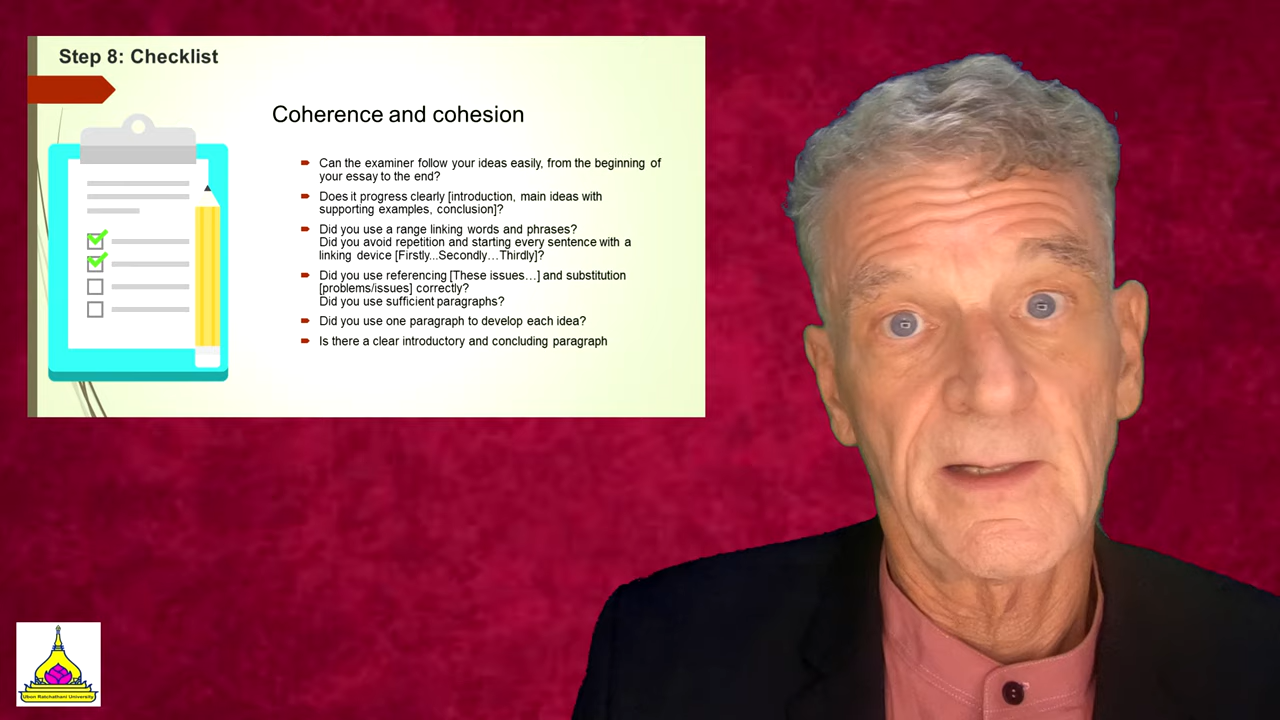 Step 8: Checklist
Coherence and cohesion
Can the examiner follow your ideas easily, from the beginning of
your essay to the end?
Does it progress clearly [introduction, main ideas with
supporting examples, conclusion]?
Did you use a range linking words and phrases?
Did you avoid repetition and starting every sentence with a
linking device [Firstly...Secondly…Thirdly]?
Did you use referencing [These issues…] and substitution
[problems/issues] correctly?
Did you use sufficient paragraphs?
Did you use one paragraph to develop each idea?
Is there a clear introductory and concluding paragraph
Ubon Ratchathani University